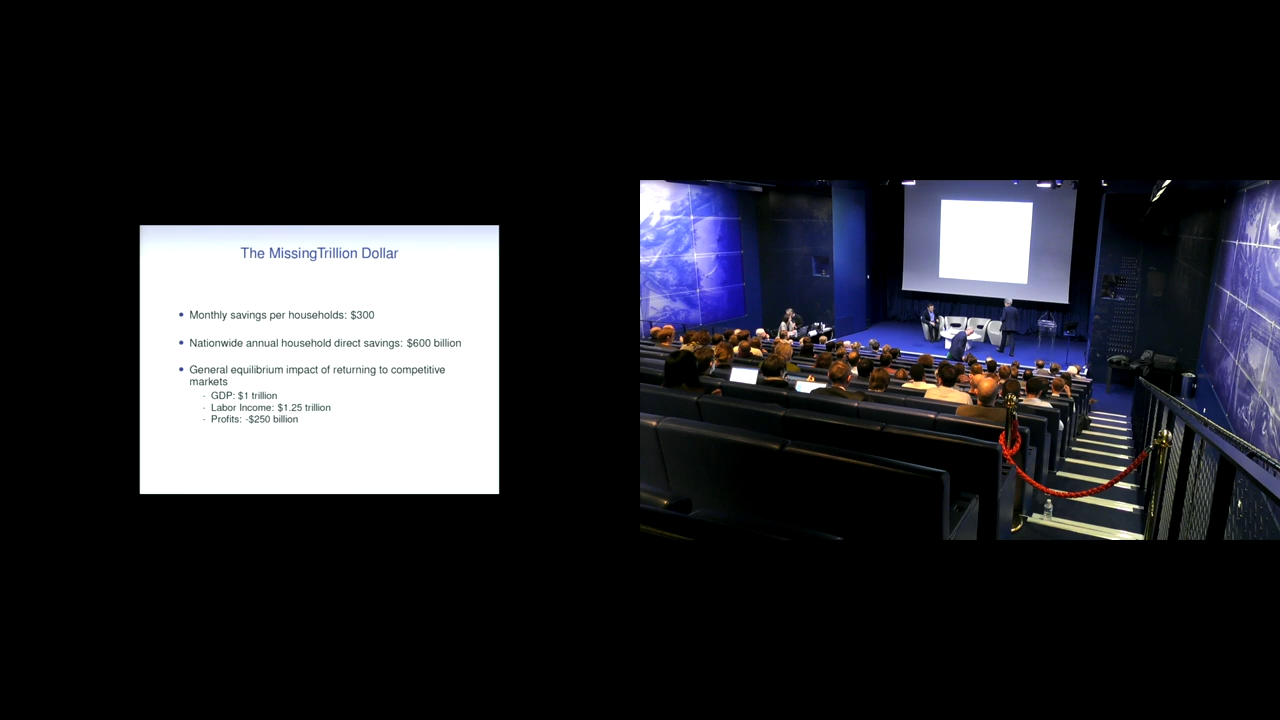 The MissingTrillion Dollar
Monthly savings per households: $300
Nationwide annual household direct savings: $600 billion
General equilibrium impact of returning to competitive
markets
- GDP: $1 trillion
- Labor Income: $1.25 trillion
- Profits: -$250 billion